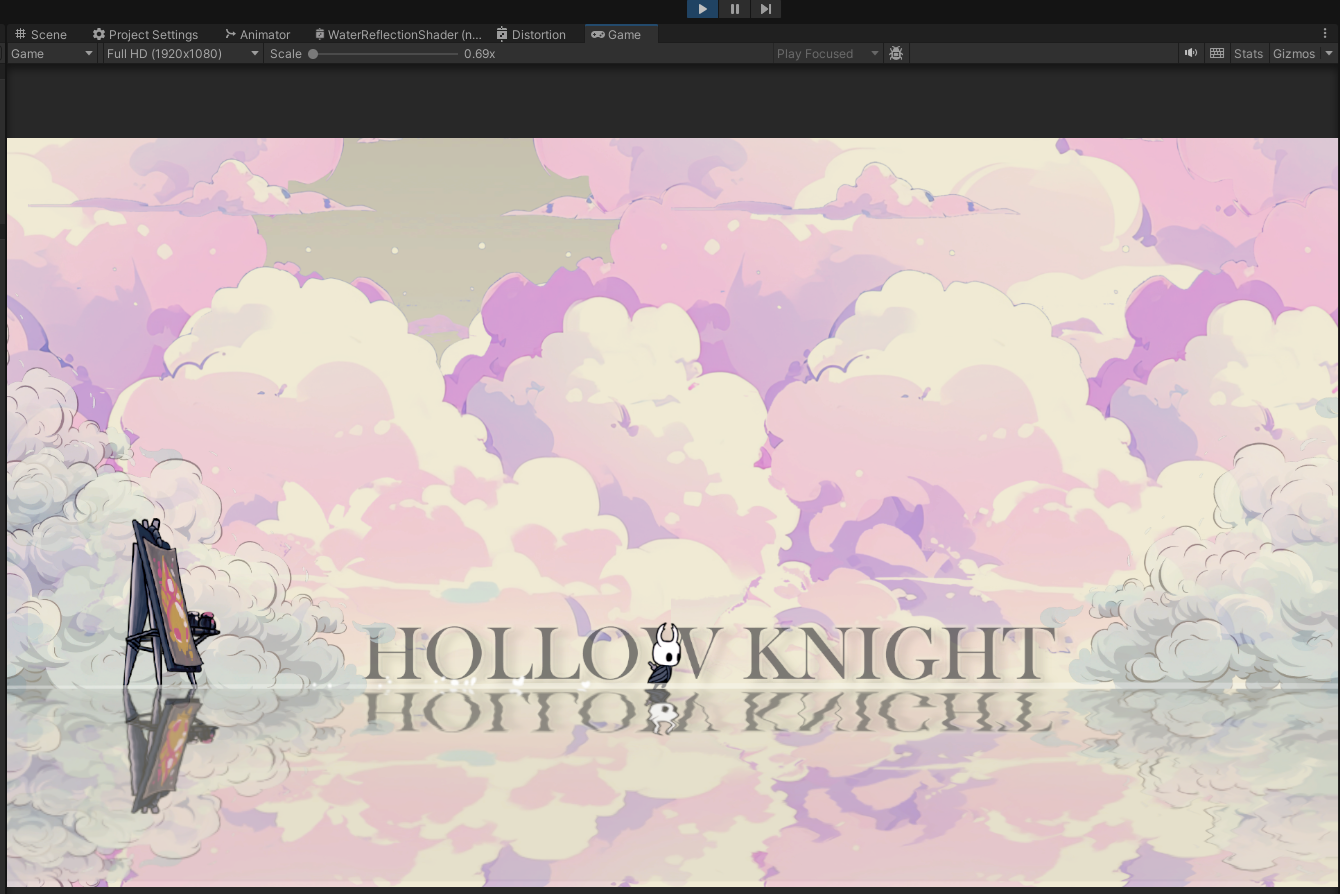 Scene Project Settings Animator WaterReflectionShader (n... Distortion Game
Game Full HD (1920x1080) Scale 0.69x Play Focused Stats Gizmos
HOLLOW KNIGHT